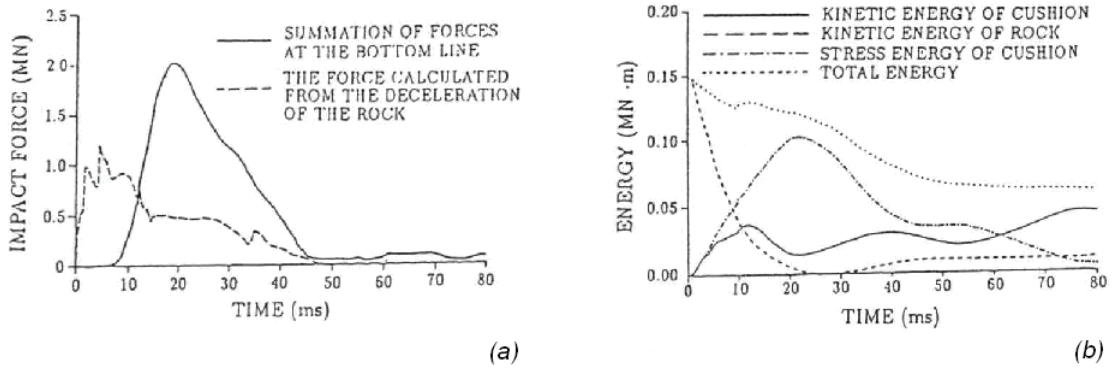 IMPACT FORCE (MN)
2.5
2.0
1.5
1.0
0.5
0
0 10 20 30 40 50 60 70 80
TIME (ms)
SUMMATION OF FORCES
AT THE BOTTOM LINE
THE FORCE CALCULATED
FROM THE DECELERATION
OF THE ROCK
(a)
ENERGY (MN ·m)
0.20
0.15
0.10
0.05
0.00
0 10 20 30 40 50 60 70 80
TIME (ms)
KINETIC ENERGY OF CUSHION
KINETIC ENERGY OF ROCK
STRESS ENERGY OF CUSHION
TOTAL ENERGY
(b)